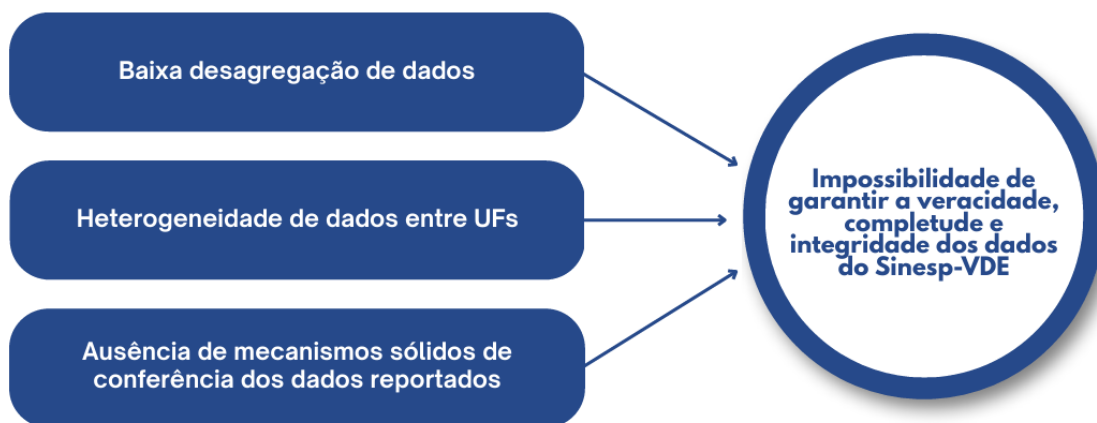 Baixa desagregação de dados
Heterogeneidade de dados entre UFs
Ausência de mecanismos sólidos de
conferência dos dados reportados
Impossibilidade de
garantir a veracidade,
completude e
integridade dos dados
do Sinesp-VDE